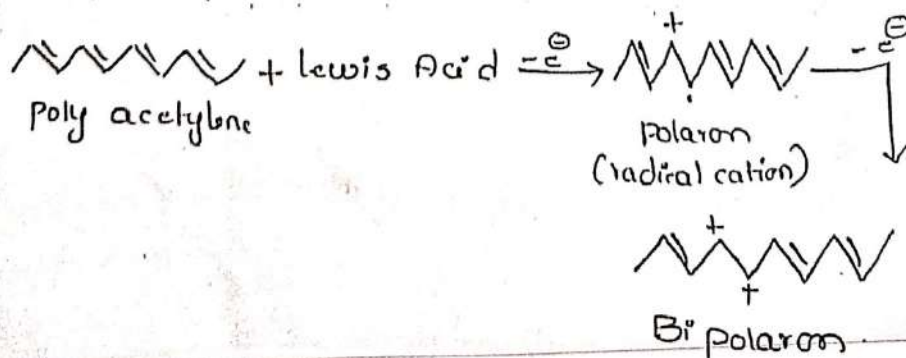 + Lewis Acid -e⊖ → + · -e⊖
Poly acetylene
polaron
(radical cation)
+ +
Bi polaron